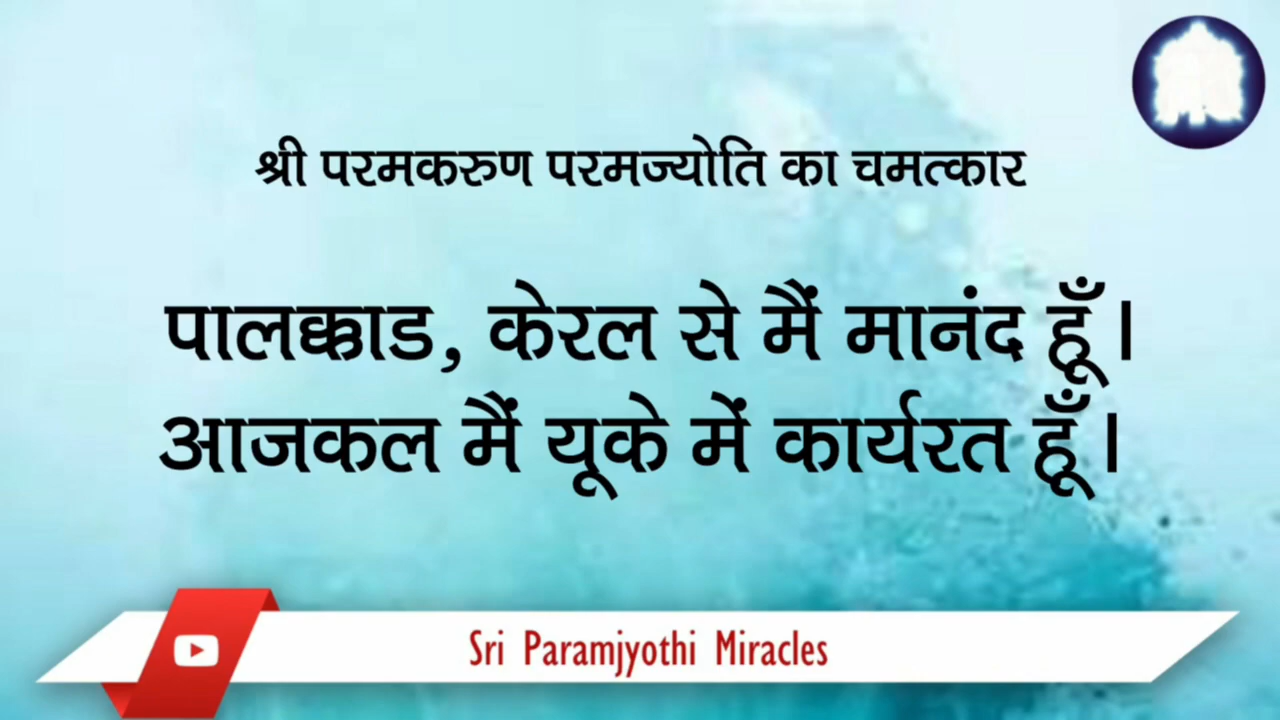 श्री परमकरुण परमज्योति का चमत्कार
पालक्काड, केरल से मैं मानंद हूँ।
आजकल मैं यूके में कार्यरत हूँ।
Sri Paramjyothi Miracles